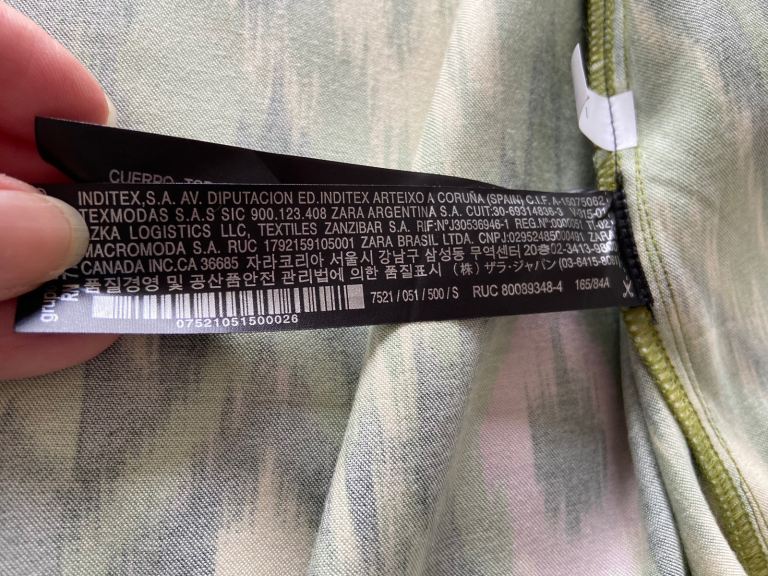 CUERPO-TOP
INDITEX,S.A. AV. DIPUTACION ED.INDITEX ARTEIXO A CORUÑA (SPAIN) C.I.F. A-15075062
TEXMODAS S.A.S SIC 900.123.408 ZARA ARGENTINA S.A. CUIT:30-69314836-3
LOGISTICS LLC, TEXTILES ZANZIBAR S.A. RIF:N°J30536946-1 REG.N°:000051
MACROMODA S.A. RUC 1792159105001 ZARA BRASIL LTDA. CNPJ:
CANADA INC.CA 36685 자라코리아 서울시 강남구 삼성동 무역센터 20층
품질경영 및 공산품안전 관리법에 의한 품질표시 (株) ザラ・ジャパン
7521 / 051 / 500 / S RUC 80089348-4 165/84A
07521051500026